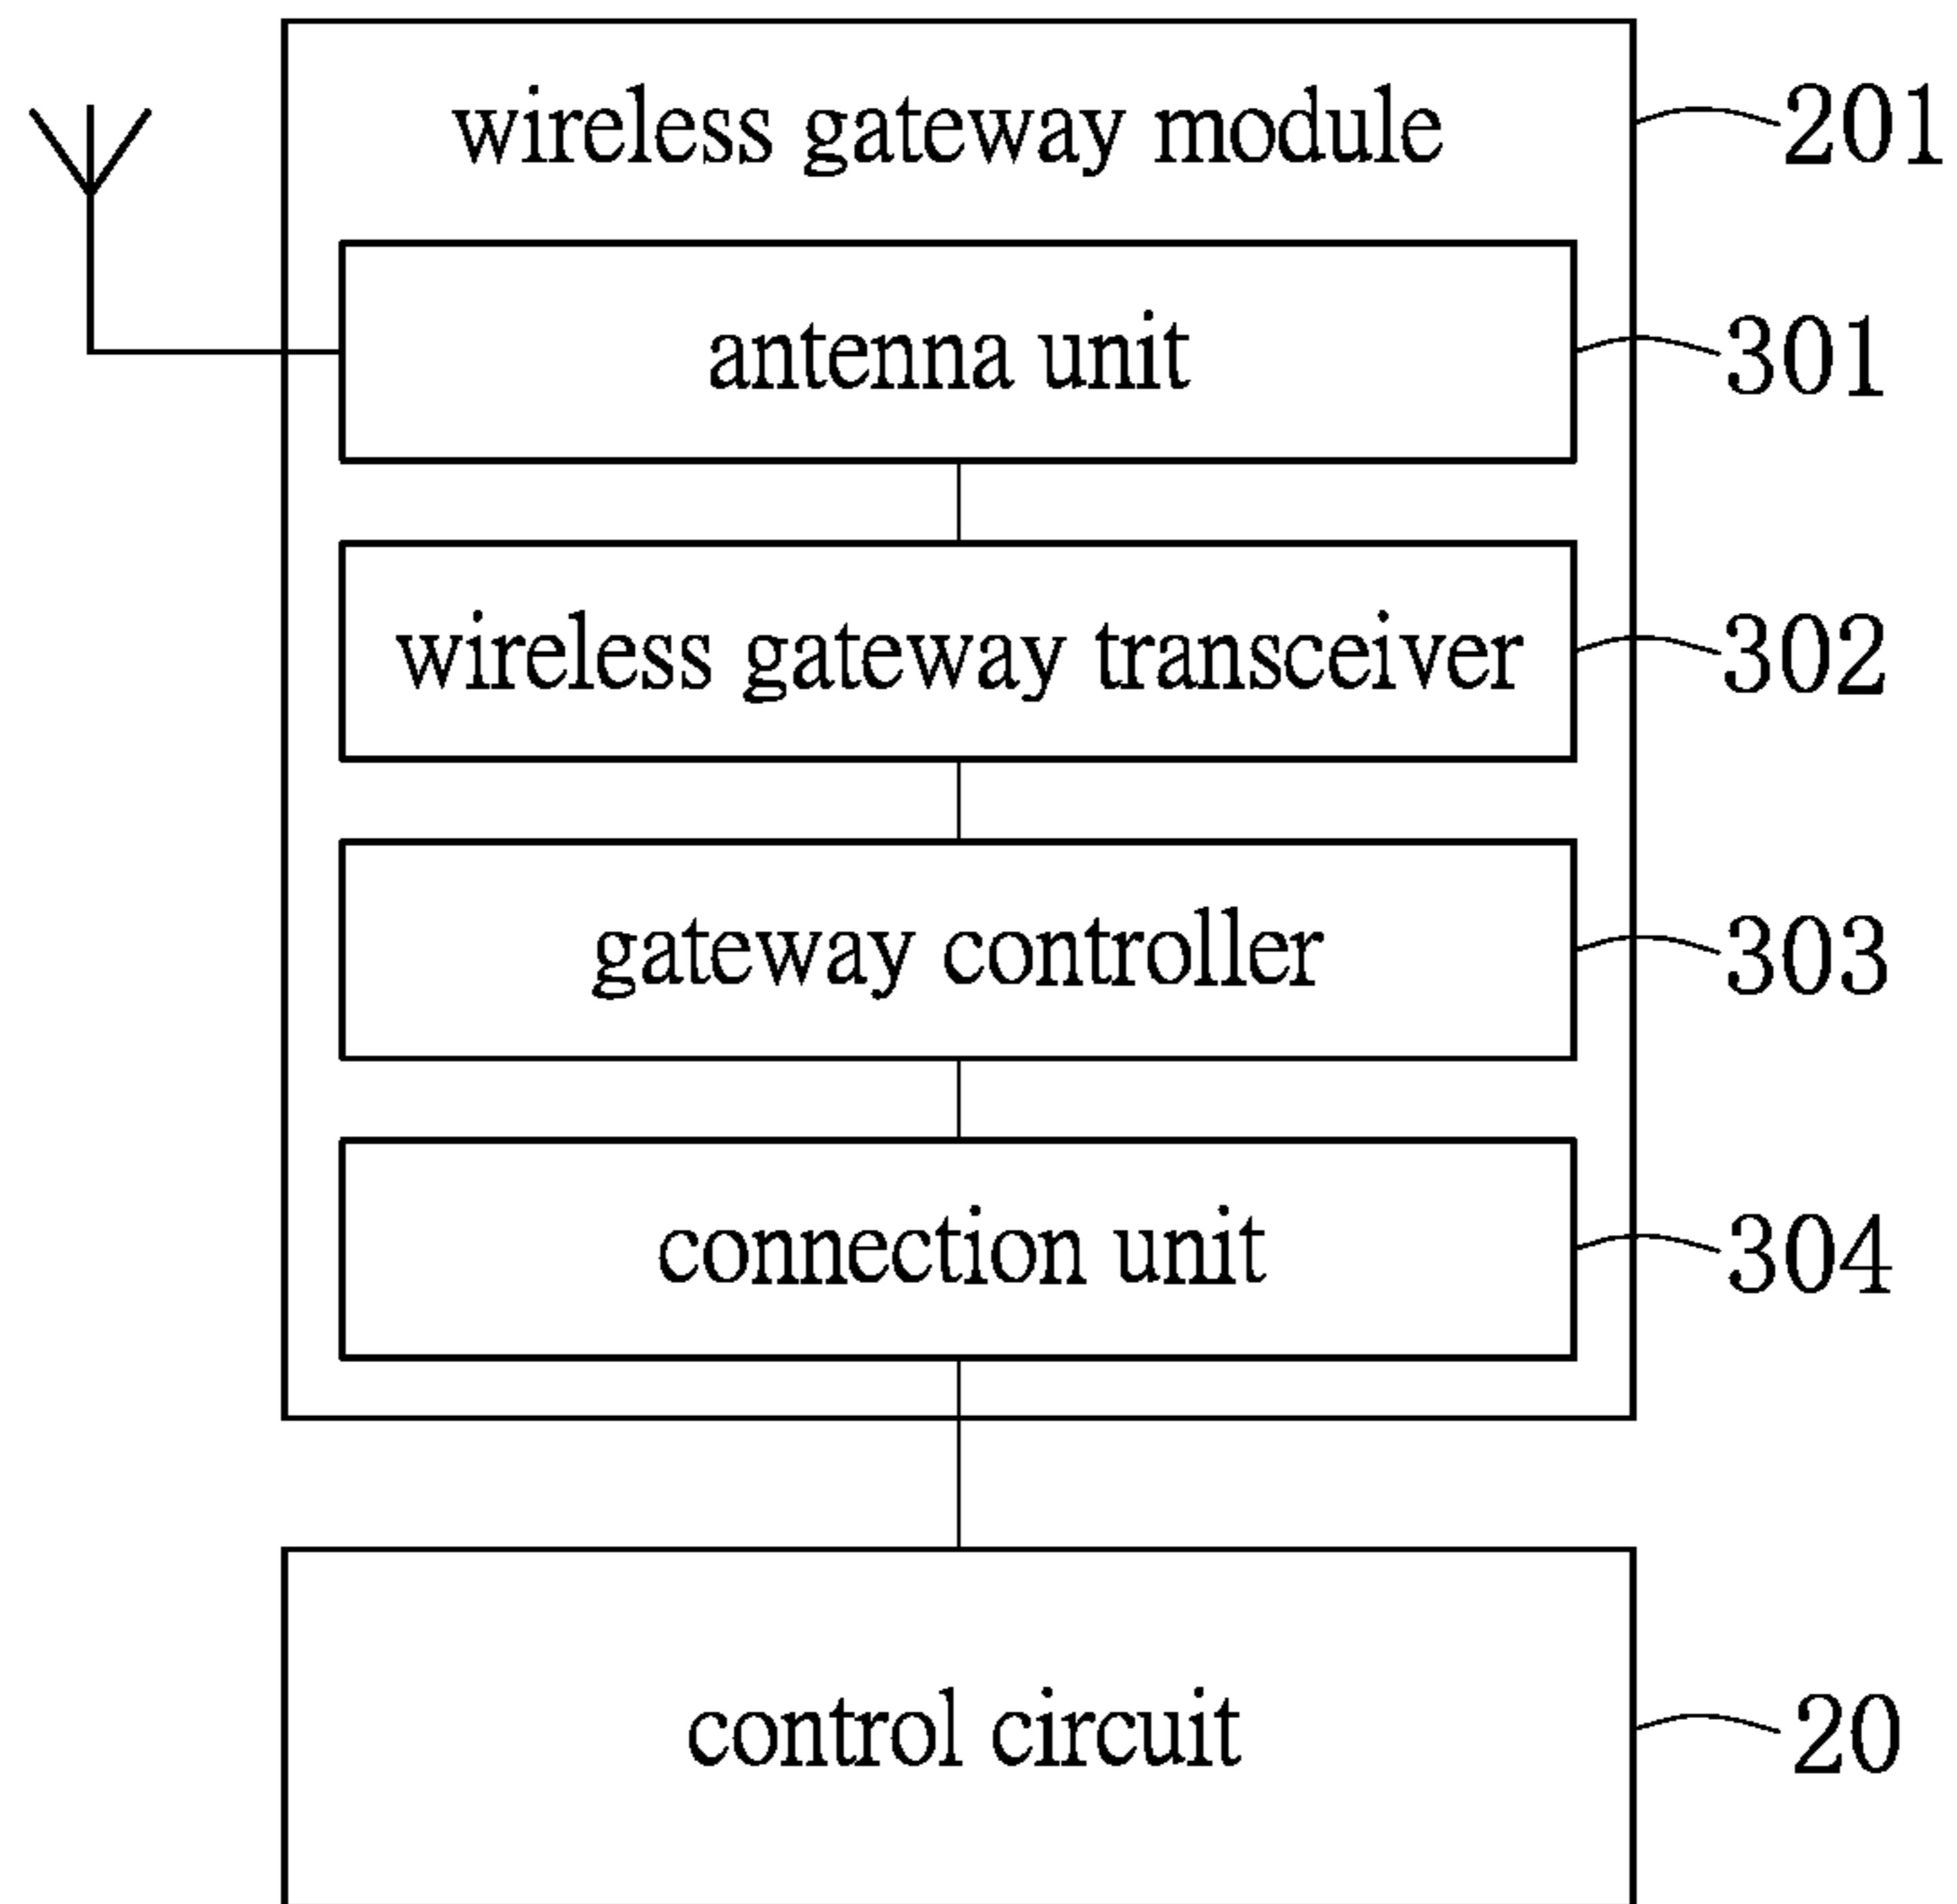 wireless gateway module 201
antenna unit 301
wireless gateway transceiver 302
gateway controller 303
connection unit 304
control circuit 20